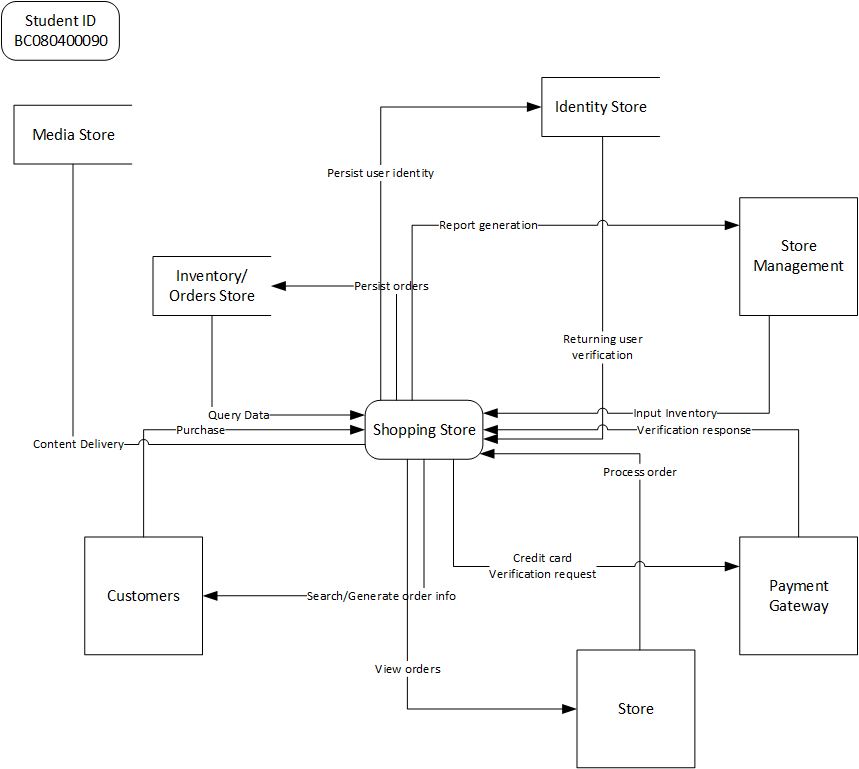 Student ID
BC080400090
Identity Store
Media Store
Persist user identity
Report generation
Store
Management
Inventory/
Orders Store
Persist orders
Returning user
verification
Query Data
Input Inventory
Purchase
Shopping Store
Verification response
Content Delivery
Process order
Credit card
Verification request
Customers
Search/Generate order info
Payment
Gateway
View orders
Store